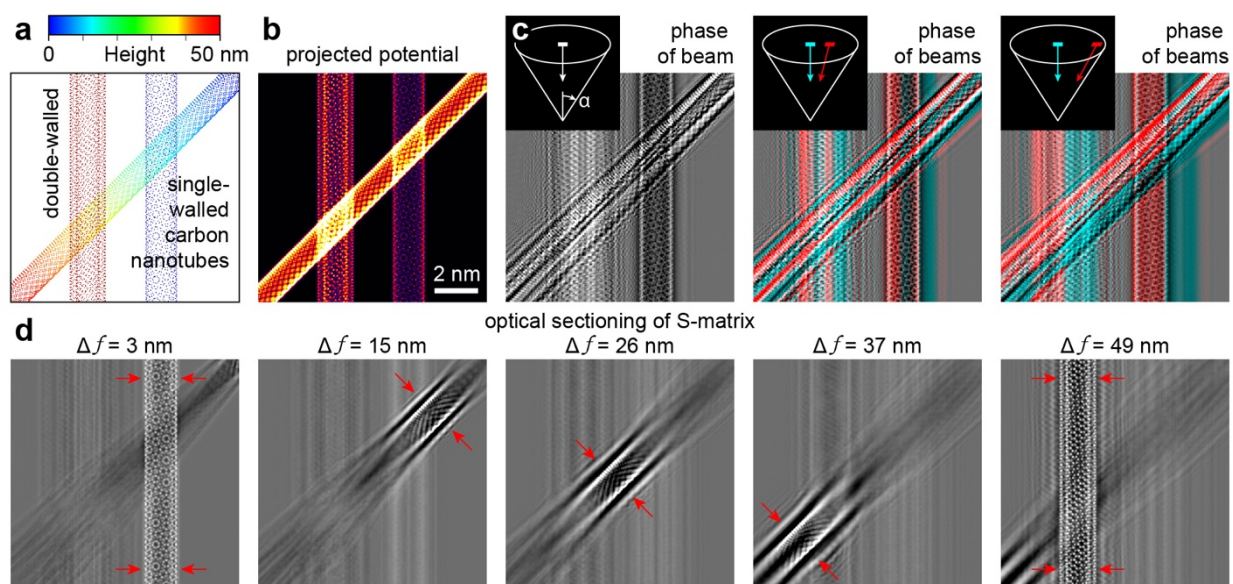 a
0 Height 50 nm
double-walled
single-
walled
carbon
nanotubes
b
projected potential
2 nm
c
α
phase
of beam
phase
of beams
phase
of beams
d
optical sectioning of S-matrix
Δf = 3 nm
Δf = 15 nm
Δf = 26 nm
Δf = 37 nm
Δf = 49 nm